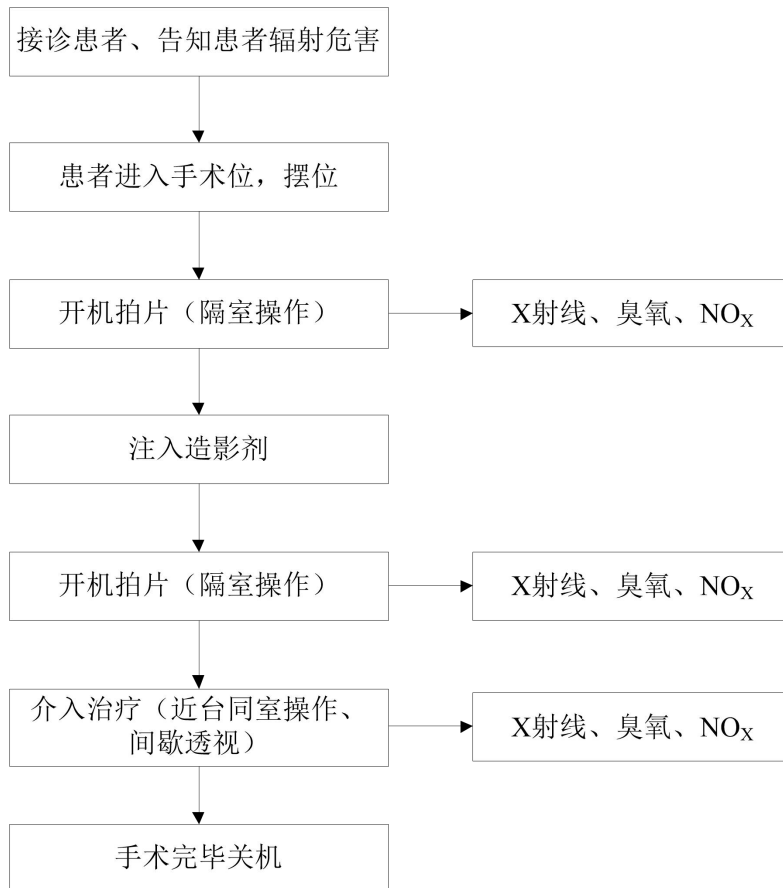 接诊患者、告知患者辐射危害
患者进入手术位，摆位
开机拍片（隔室操作）
X射线、臭氧、NOX
注入造影剂
开机拍片（隔室操作）
X射线、臭氧、NOX
介入治疗（近台同室操作、
间歇透视）
X射线、臭氧、NOX
手术完毕关机